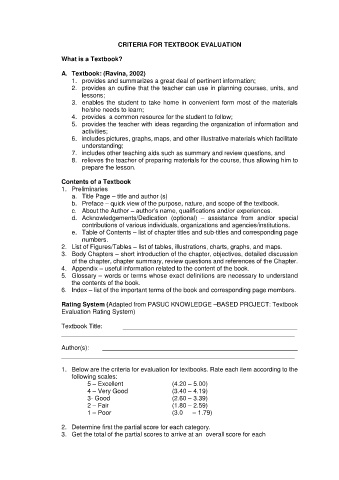 CRITERIA FOR TEXTBOOK EVALUATION
What is a Textbook?
A. Textbook: (Ravina, 2002)
1. provides and summarizes a great deal of pertinent information;
2. provides an outline that the teacher can use in planning courses, units, and
lessons;
3. enables the student to take home in convenient form most of the materials
he/she needs to learn;
4. provides a common resource for the student to follow;
5. provides the teacher with ideas regarding the organization of information and
activities;
6. includes pictures, graphs, maps, and other illustrative materials which facilitate
understanding;
7. includes other teaching aids such as summary and review questions, and
8. relieves the teacher of preparing materials for the course, thus allowing him to
prepare the lesson.
Contents of a Textbook
1. Preliminaries
a. Title Page – title and author (s)
b. Preface – quick view of the purpose, nature, and scope of the textbook.
c. About the Author – author's name, qualifications and/or experiences.
d. Acknowledgements/Dedication (optional) – assistance from and/or special
contributions of various individuals, organizations and agencies/institutions.
e. Table of Contents – list of chapter titles and sub-titles and corresponding page
numbers.
2. List of Figures/Tables – list of tables, illustrations, charts, graphs, and maps.
3. Body Chapters – short introduction of the chapter, objectives, detailed discussion
of the chapter, chapter summary, review questions and references of the Chapter.
4. Appendix – useful information related to the content of the book.
5. Glossary – words or terms whose exact definitions are necessary to understand
the contents of the book.
6. Index – list of the important terms of the book and corresponding page members.
Rating System (Adapted from PASUC KNOWLEDGE –BASED PROJECT: Textbook
Evaluation Rating System)
Textbook Title:
Author(s):
1. Below are the criteria for evaluation for textbooks. Rate each item according to the
following scales:
5 – Excellent (4.20 – 5.00)
4 – Very Good (3.40 – 4.19)
3- Good (2.60 – 3.39)
2 – Fair (1.80 – 2.59)
1 – Poor (3.0 – 1.79)
2. Determine first the partial score for each category.
3. Get the total of the partial scores to arrive at an overall score for each